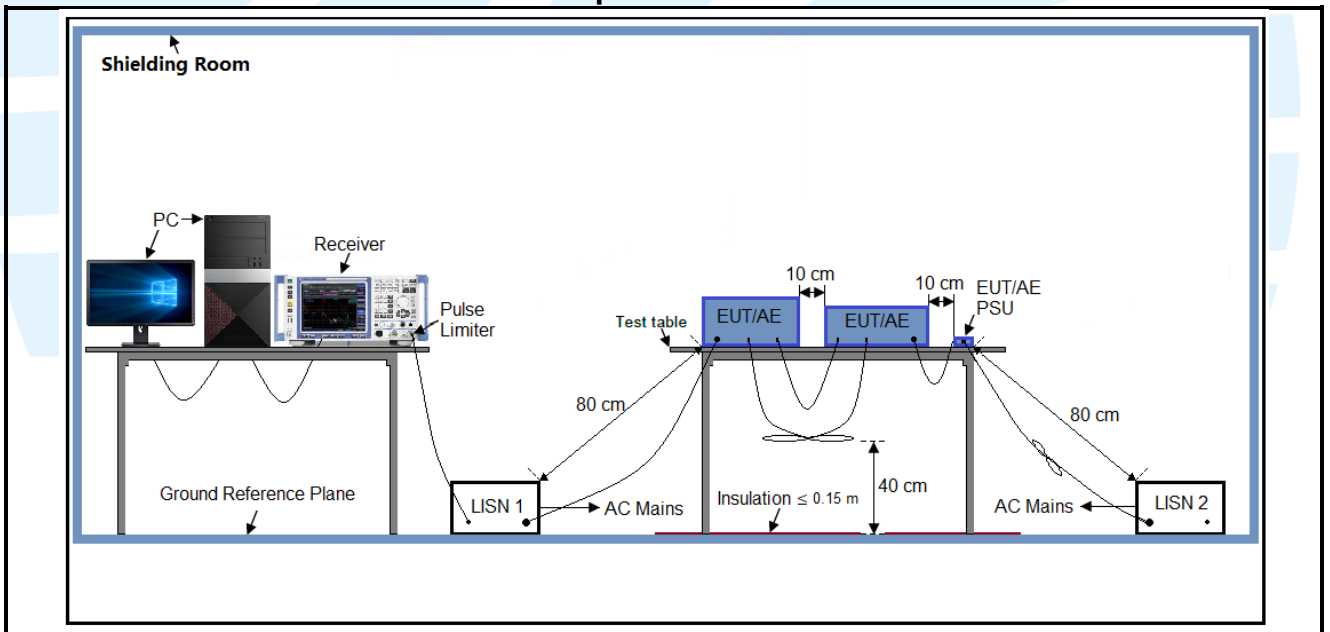 Shielding Room
PC
Receiver
Pulse
Limiter
10 cm
10 cm
EUT/AE
PSU
Test table
EUT/AE
EUT/AE
80 cm
80 cm
40 cm
Ground Reference Plane
LISN 1
AC Mains
Insulation ≤ 0.15 m
AC Mains
LISN 2